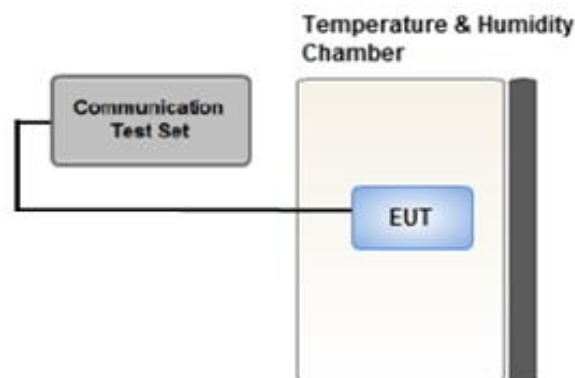 Temperature & Humidity
Chamber
Communication
Test Set
EUT